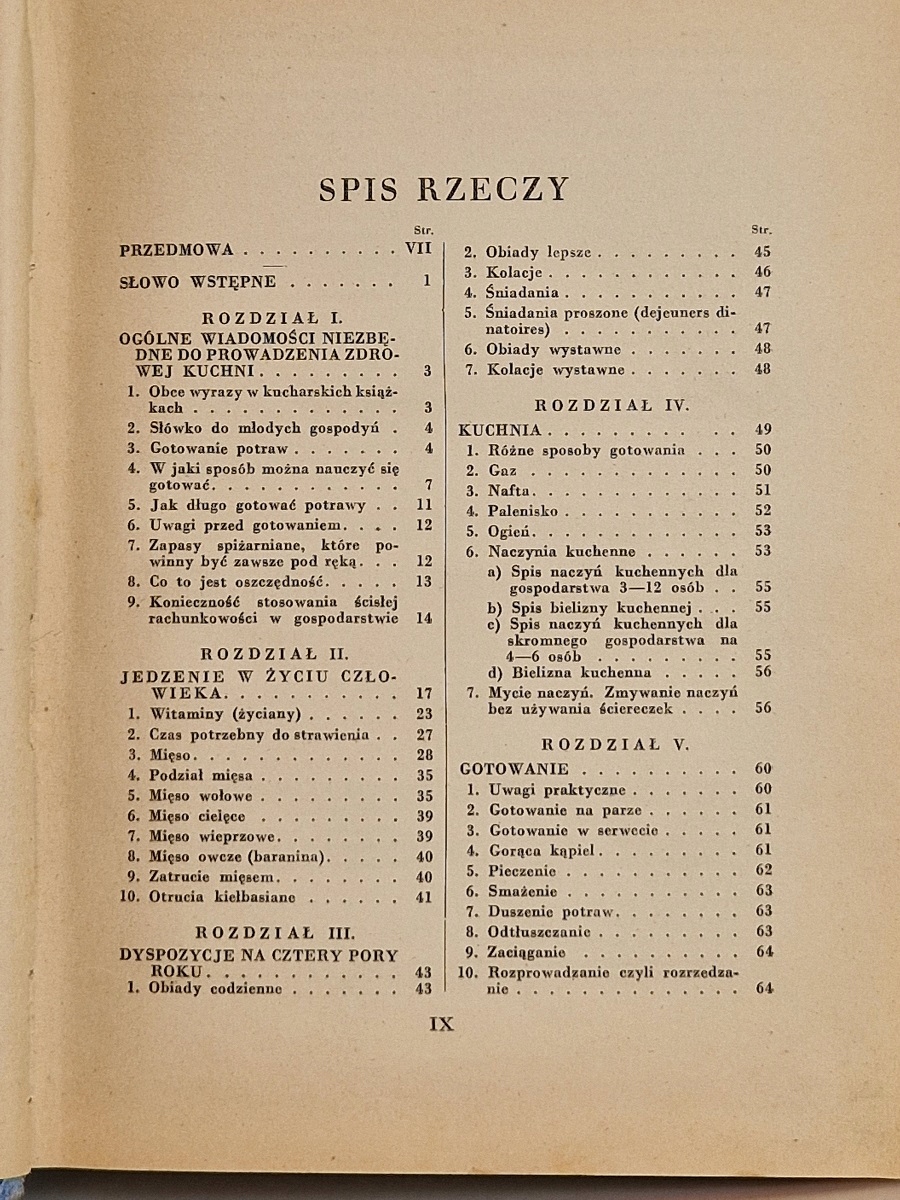 SPIS RZECZY
Str.
PRZEDMOWA . . . . . . . . . . VII
SŁOWO WSTĘPNE . . . . . . . 1
ROZDZIAŁ I.
OGÓLNE WIADOMOŚCI NIEZBĘ-
DNE DO PROWADZENIA ZDRO-
WEJ KUCHNI . . . . . . . . . 3
1. Obce wyrazy w kucharskich książ-
kach . . . . . . . . . . . . . 3
2. Słówko do młodych gospodyń . 4
3. Gotowanie potraw . . . . . . . 4
4. W jaki sposób można nauczyć się
gotować. . . . . . . . . . . . 7
5. Jak długo gotować potrawy . . 11
6. Uwagi przed gotowaniem. . . . 12
7. Zapasy spiżarniane, które po-
winny być zawsze pod ręką. . . 12
8. Co to jest oszczędność. . . . . 13
9. Konieczność stosowania ścisłej
rachunkowości w gospodarstwie 14
ROZDZIAŁ II.
JEDZENIE W ŻYCIU CZŁO-
WIEKA. . . . . . . . . . . 17
1. Witaminy (życiany) . . . . . . 23
2. Czas potrzebny do strawienia . . 27
3. Mięso. . . . . . . . . . . . . 28
4. Podział mięsa . . . . . . . . . 35
5. Mięso wołowe . . . . . . . . . 35
6. Mięso cielęce . . . . . . . . . 39
7. Mięso wieprzowe. . . . . . . . 39
8. Mięso owcze (baranina). . . . . 40
9. Zatrucie mięsem. . . . . . . . 40
10. Otrucia kiełbasiane . . . . . . 41
ROZDZIAŁ III.
DYSPOZYCJE NA CZTERY PORY
ROKU. . . . . . . . . . . . 43
1. Obiady codzienne . . . . . . . 43
Str.
2. Obiady lepsze . . . . . . . . . 45
3. Kolacje . . . . . . . . . . . . 46
4. Śniadania . . . . . . . . . . . 47
5. Śniadania proszone (dejeuners di-
natoires) . . . . . . . . . . . 47
6. Obiady wystawne . . . . . . . 48
7. Kolacje wystawne . . . . . . . 48
ROZDZIAŁ IV.
KUCHNIA . . . . . . . . . . . 49
1. Różne sposoby gotowania . . . 50
2. Gaz . . . . . . . . . . . . . 50
3. Nafta. . . . . . . . . . . . . 51
4. Palenisko . . . . . . . . . . . 52
5. Ogień. . . . . . . . . . . . . 53
6. Naczynia kuchenne . . . . . . 53
a) Spis naczyń kuchennych dla
gospodarstwa 3—12 osób . . 55
b) Spis bielizny kuchennej . . . 55
c) Spis naczyń kuchennych dla
skromnego gospodarstwa na
4—6 osób . . . . . . . . . 55
d) Bielizna kuchenna . . . . . 56
7. Mycie naczyń. Zmywanie naczyń
bez używania ściereczek . . . . 56
ROZDZIAŁ V.
GOTOWANIE . . . . . . . . . . 60
1. Uwagi praktyczne . . . . . . . 60
2. Gotowanie na parze . . . . . . 61
3. Gotowanie w serwecie . . . . . 61
4. Gorąca kąpiel. . . . . . . . . 61
5. Pieczenie . . . . . . . . . . . 62
6. Smażenie . . . . . . . . . . . 63
7. Duszenie potraw. . . . . . . . 63
8. Odtłuszczanie . . . . . . . . . 63
9. Zaciąganie . . . . . . . . . . 64
10. Rozprowadzanie czyli rozrzedza-
nie . . . . . . . . . . . . . . 64
IX